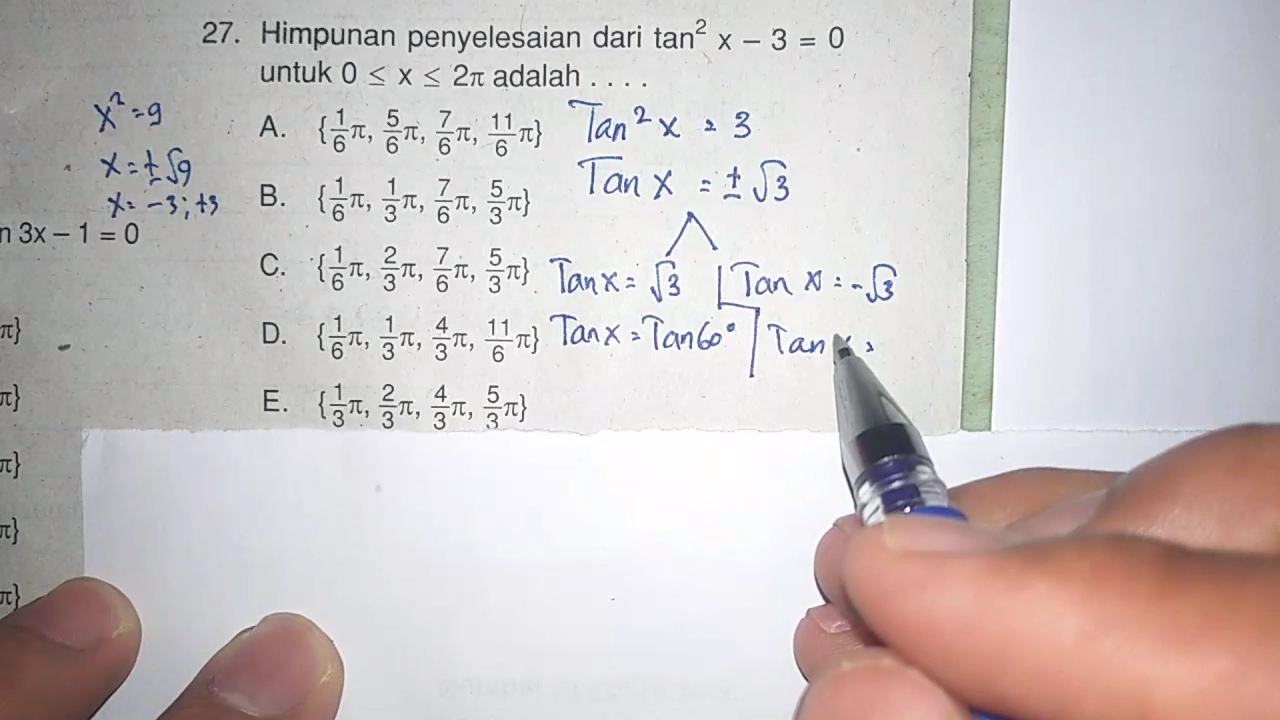 27. Himpunan penyelesaian dari tan² x – 3 = 0
untuk 0 ≤ x ≤ 2π adalah . . . .
A. {1/6π, 5/6π, 7/6π, 11/6π}
B. {1/6π, 1/3π, 7/6π, 5/3π}
C. {1/6π, 2/3π, 7/6π, 5/3π}
D. {1/6π, 1/3π, 4/3π, 11/6π}
E. {1/3π, 2/3π, 4/3π, 5/3π}
x² = 9
x = ± √9
x = -3 ; +3
n 3x – 1 = 0
π}
π}
π}
π}
π}
Tan² x = 3
Tan x = ± √3
Tan x = √3
Tan x = Tan 60°
Tan x = -√3
Tan x =